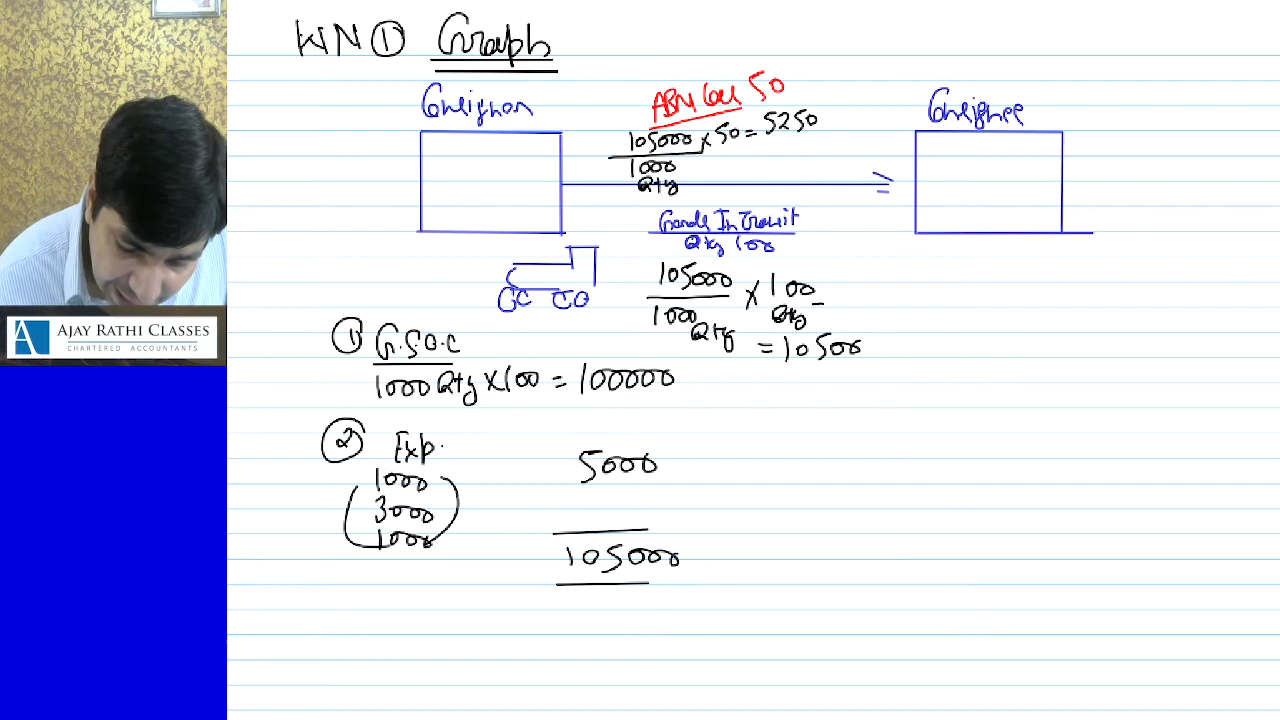 WN ① Graph
Consignor
ABN Loss 50
Consignee
105000 × 50 = 5250
1000
Qty
Goods In Transit
Qty 100
105000 × 100
1000 Qty
Qty
= 10500
AJAY RATHI CLASSES
CHARTERED ACCOUNTANTS
① G.S.O.C
1000 Qty × 100 = 100000
② Exp.
1000
5000
3000
1000
105000